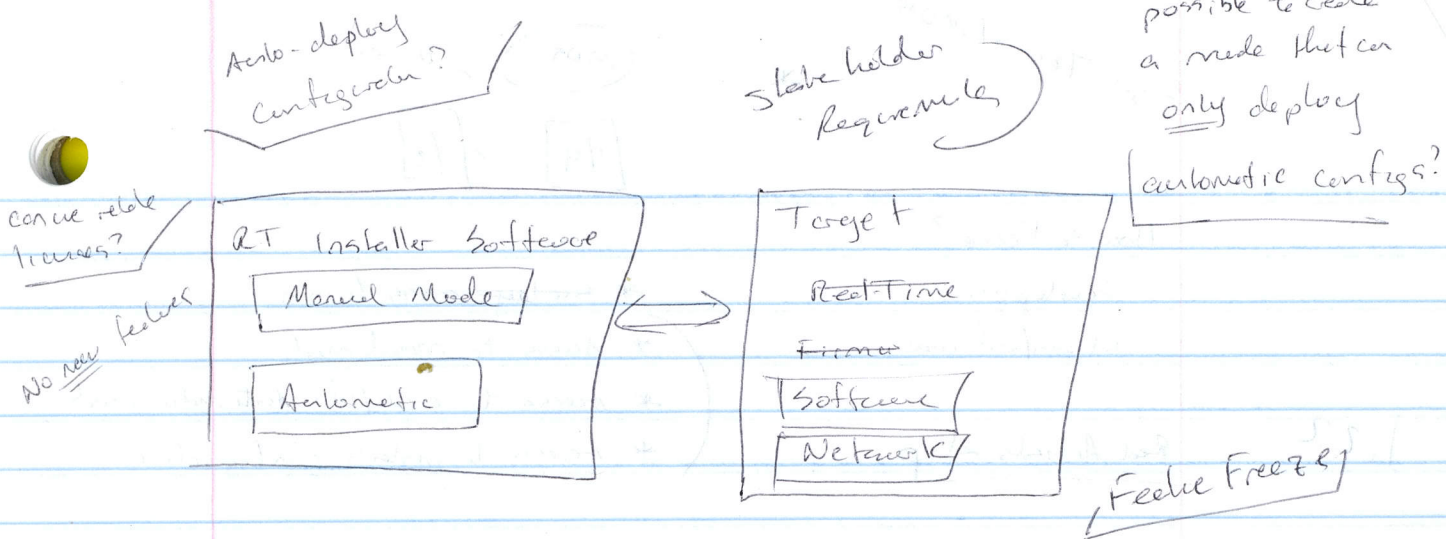 Auto-deploy
Configuration?
Stakeholder
Requirements
possible to create
a mode that can
only deploy
automatic configs?
Can we
licenses?
No new features
RT Installer Software
Manual Mode
Automatic
Target
Real-Time
Firmw
Software
Network
Feature Freeze